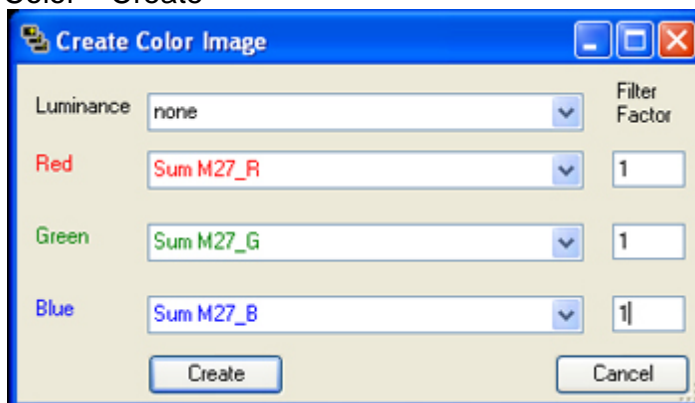 Create Color Image
Luminance none Filter Factor
Red Sum M27_R 1
Green Sum M27_G 1
Blue Sum M27_B 1
Create Cancel